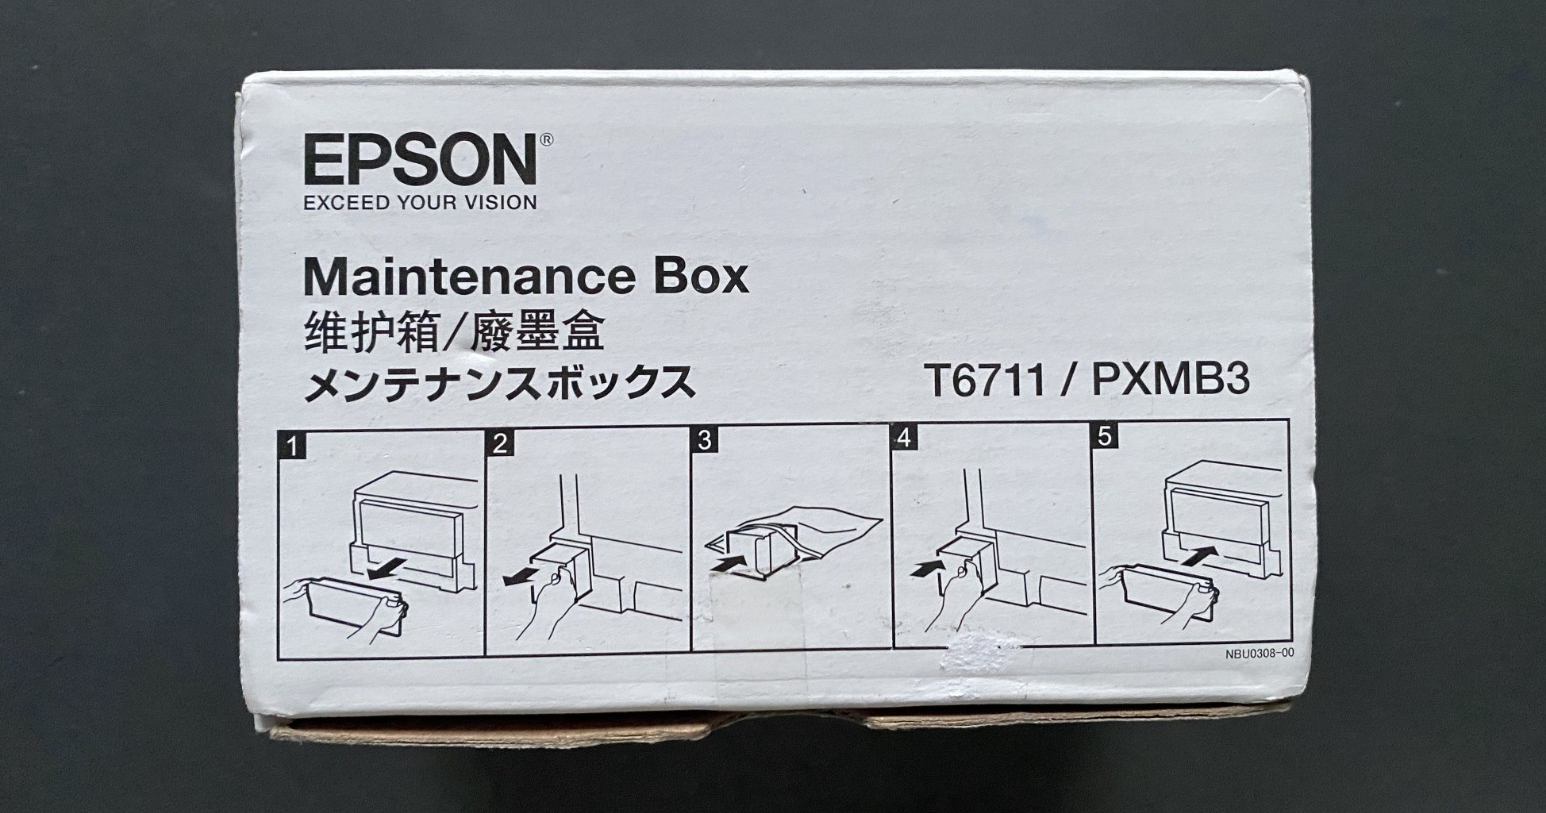 EPSON®
EXCEED YOUR VISION
Maintenance Box
维护箱/廢墨盒
メンテナンスボックス
T6711 / PXMB3
1
2
3
4
5
NBU0308-00